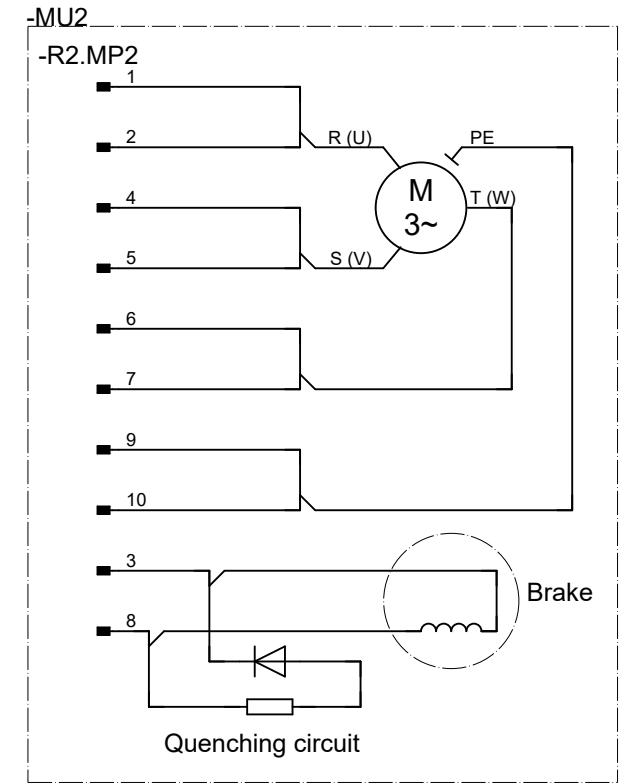 -MU2
-R2.MP2
1
2
R (U)
PE
M
3~
T (W)
4
5
S (V)
6
7
9
10
3
Brake
8
Quenching circuit